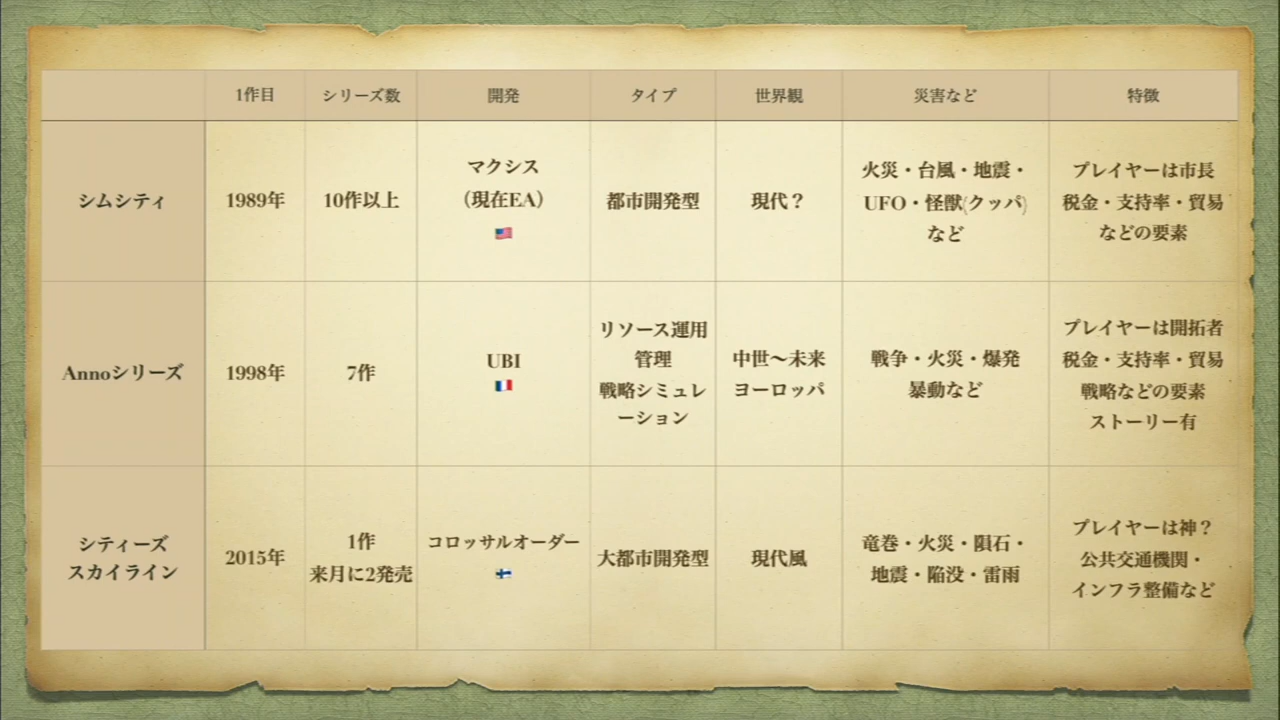 1作目 シリーズ数 開発 タイプ 世界観 災害など 特徴
シムシティ
1989年
10作以上
マクシス
（現在EA）
都市開発型
現代？
火災・台風・地震・
UFO・怪獣(クッパ)
など
プレイヤーは市長
税金・支持率・貿易
などの要素
Annoシリーズ
1998年
7作
UBI
リソース運用
管理
戦略シミュレ
ーション
中世〜未来
ヨーロッパ
戦争・火災・爆発
暴動など
プレイヤーは開拓者
税金・支持率・貿易
戦略などの要素
ストーリー有
シティーズ
スカイライン
2015年
1作
来月に2発売
コロッサルオーダー
大都市開発型
現代風
竜巻・火災・隕石・
地震・陥没・雷雨
プレイヤーは神？
公共交通機関・
インフラ整備など